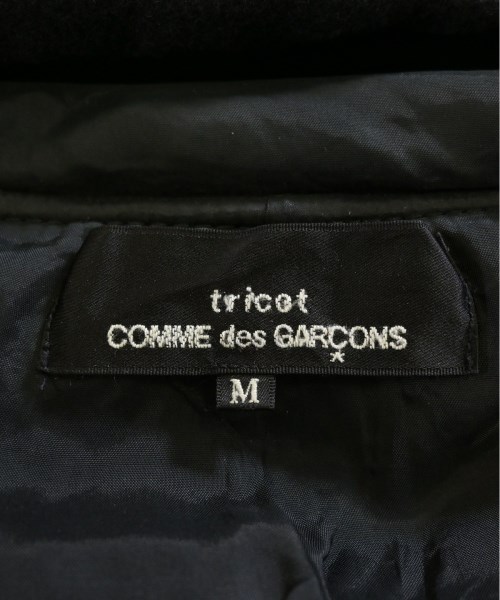 tricot
COMME des GARÇONS
*
M